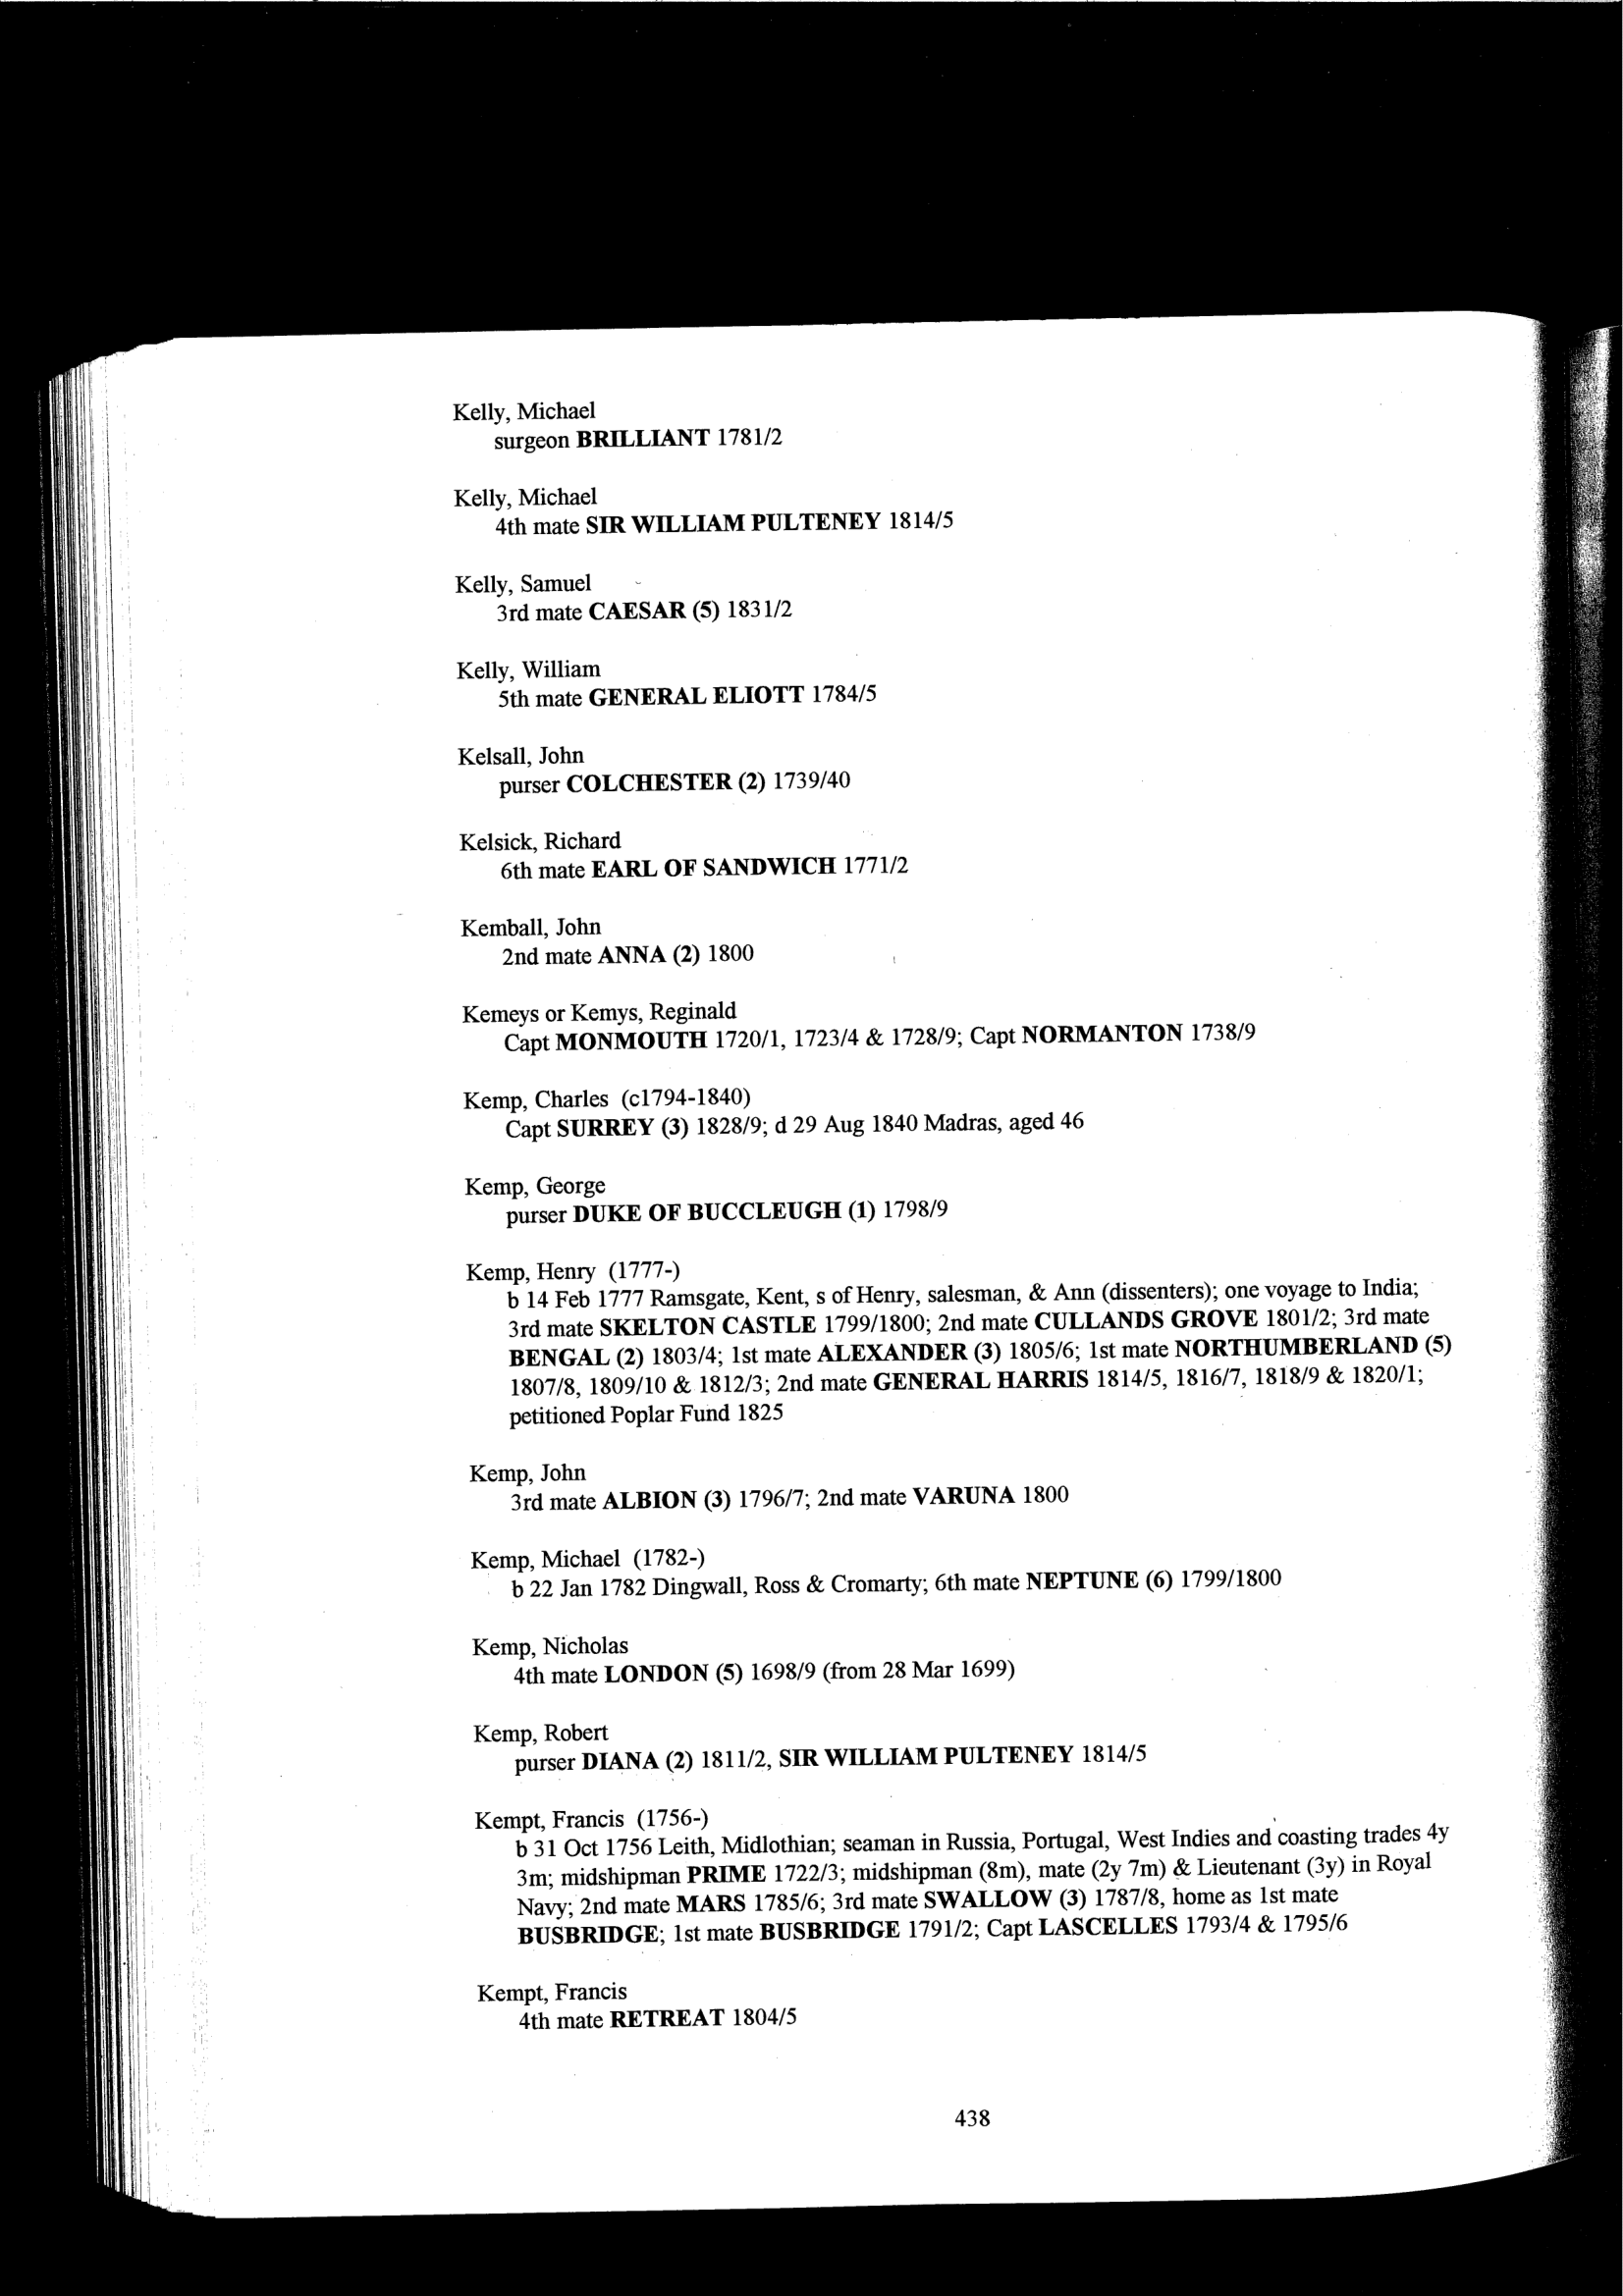 Kelly, Michael
surgeon BRILLIANT 1781/2
Kelly, Michael
4th mate SIR WILLIAM PULTENEY 1814/5
Kelly, Samuel
3rd mate CAESAR (5) 1831/2
Kelly, William
5th mate GENERAL ELIOTT 1784/5
Kelsall, John
purser COLCHESTER (2) 1739/40
Kelsick, Richard
6th mate EARL OF SANDWICH 1771/2
Kemball, John
2nd mate ANNA (2) 1800
Kemeys or Kemys, Reginald
Capt MONMOUTH 1720/1, 1723/4 & 1728/9; Capt NORMANTON 1738/9
Kemp, Charles (c1794-1840)
Capt SURREY (3) 1828/9; d 29 Aug 1840 Madras, aged 46
Kemp, George
purser DUKE OF BUCCLEUGH (1) 1798/9
Kemp, Henry (1777-)
b 14 Feb 1777 Ramsgate, Kent, s of Henry, salesman, & Ann (dissenters); one voyage to India;
3rd mate SKELTON CASTLE 1799/1800; 2nd mate CULLANDS GROVE 1801/2; 3rd mate
BENGAL (2) 1803/4; 1st mate ALEXANDER (3) 1805/6; 1st mate NORTHUMBERLAND (5)
1807/8, 1809/10 & 1812/3; 2nd mate GENERAL HARRIS 1814/5, 1816/7, 1818/9 & 1820/1;
petitioned Poplar Fund 1825
Kemp, John
3rd mate ALBION (3) 1796/7; 2nd mate VARUNA 1800
Kemp, Michael (1782-)
b 22 Jan 1782 Dingwall, Ross & Cromarty; 6th mate NEPTUNE (6) 1799/1800
Kemp, Nicholas
4th mate LONDON (5) 1698/9 (from 28 Mar 1699)
Kemp, Robert
purser DIANA (2) 1811/2, SIR WILLIAM PULTENEY 1814/5
Kempt, Francis (1756-)
b 31 Oct 1756 Leith, Midlothian; seaman in Russia, Portugal, West Indies and coasting trades 4y
3m; midshipman PRIME 1722/3; midshipman (8m), mate (2y 7m) & Lieutenant (3y) in Royal
Navy; 2nd mate MARS 1785/6; 3rd mate SWALLOW (3) 1787/8, home as 1st mate
BUSBRIDGE; 1st mate BUSBRIDGE 1791/2; Capt LASCELLES 1793/4 & 1795/6
Kempt, Francis
4th mate RETREAT 1804/5
438